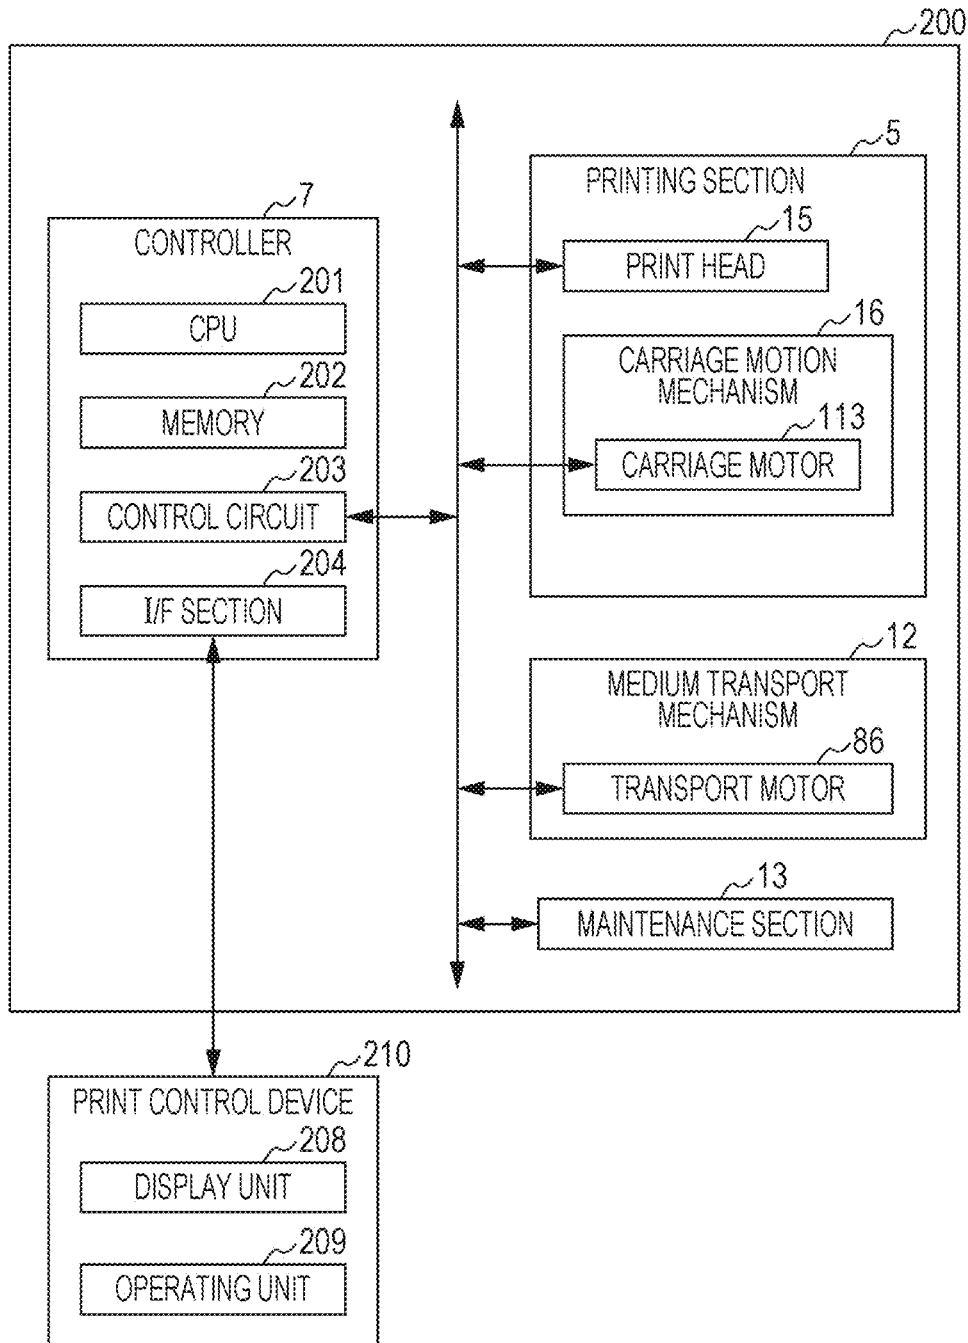 200
7
CONTROLLER
201
CPU
202
MEMORY
203
CONTROL CIRCUIT
204
I/F SECTION
5
PRINTING SECTION
15
PRINT HEAD
16
CARRIAGE MOTION
MECHANISM
113
CARRIAGE MOTOR
12
MEDIUM TRANSPORT
MECHANISM
86
TRANSPORT MOTOR
13
MAINTENANCE SECTION
210
PRINT CONTROL DEVICE
208
DISPLAY UNIT
209
OPERATING UNIT